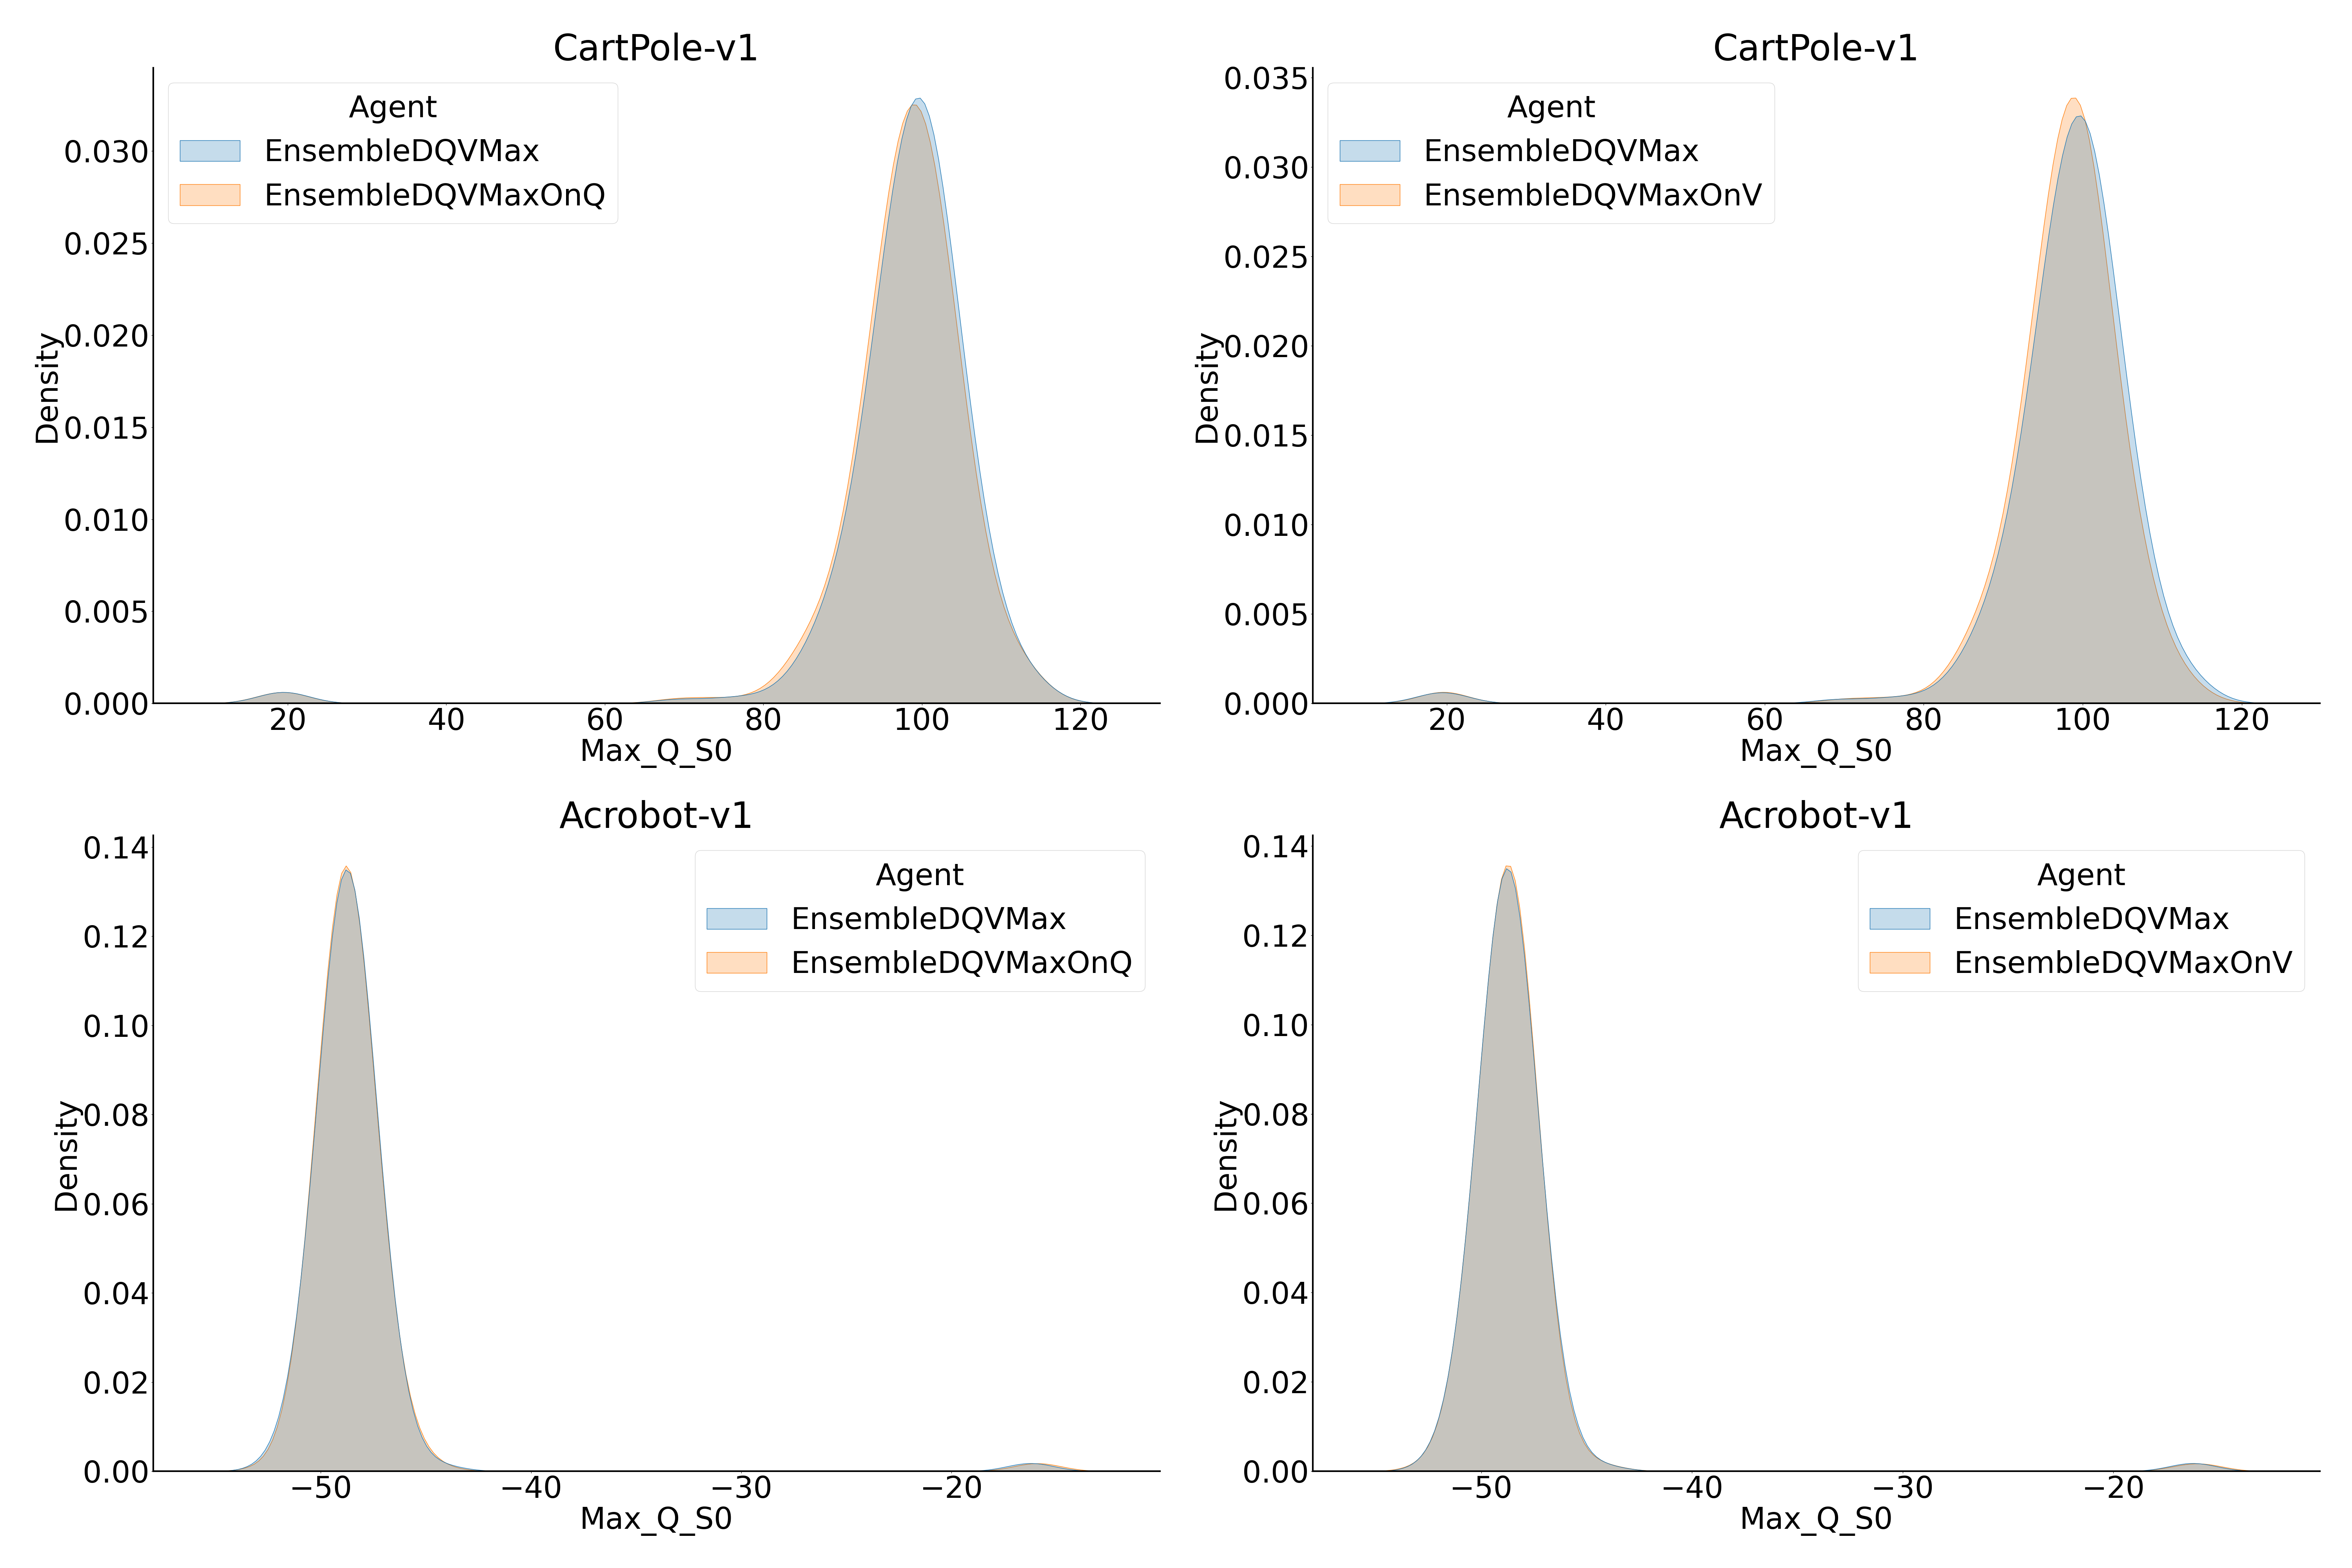 CartPole-v1
Agent
EnsembleDQVMax
EnsembleDQVMaxOnQ
0.030
0.025
0.020
0.015
0.010
0.005
0.000
Density
20 40 60 80 100 120
Max_Q_S0
CartPole-v1
Agent
EnsembleDQVMax
EnsembleDQVMaxOnV
0.035
0.030
0.025
0.020
0.015
0.010
0.005
0.000
Density
20 40 60 80 100 120
Max_Q_S0
Acrobot-v1
Agent
EnsembleDQVMax
EnsembleDQVMaxOnQ
0.14
0.12
0.10
0.08
0.06
0.04
0.02
0.00
Density
−50 −40 −30 −20
Max_Q_S0
Acrobot-v1
Agent
EnsembleDQVMax
EnsembleDQVMaxOnV
0.14
0.12
0.10
0.08
0.06
0.04
0.02
0.00
Density
−50 −40 −30 −20
Max_Q_S0